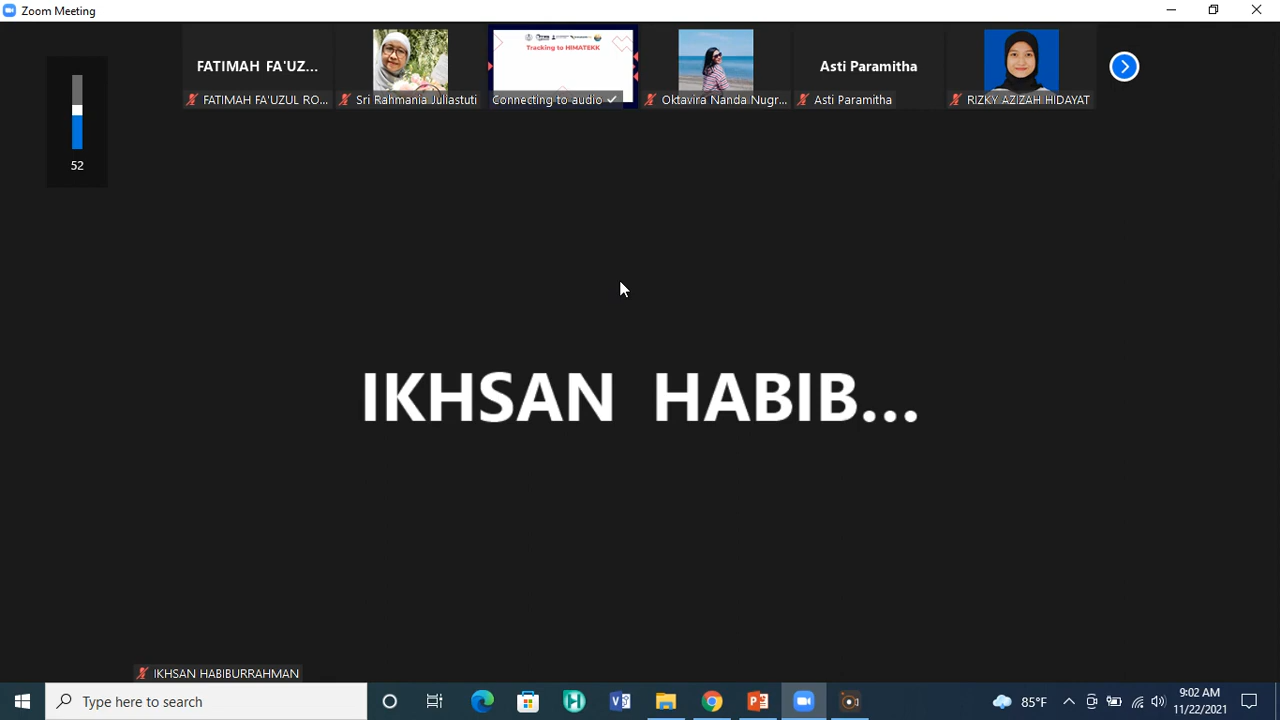 Zoom Meeting
FATIMAH FA'UZ...
Tracking to HIMATEKK
Asti Paramitha
FATIMAH FA'UZUL RO...
Sri Rahmania Juliastuti
Connecting to audio
Oktavira Nanda Nugr...
Asti Paramitha
RIZKY AZIZAH HIDAYAT
52
IKHSAN HABIB...
IKHSAN HABIBURRAHMAN
Type here to search
85°F
9:02 AM
11/22/2021